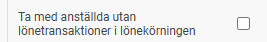 Ta med anställda utan
lönetransaktioner i lönekörningen